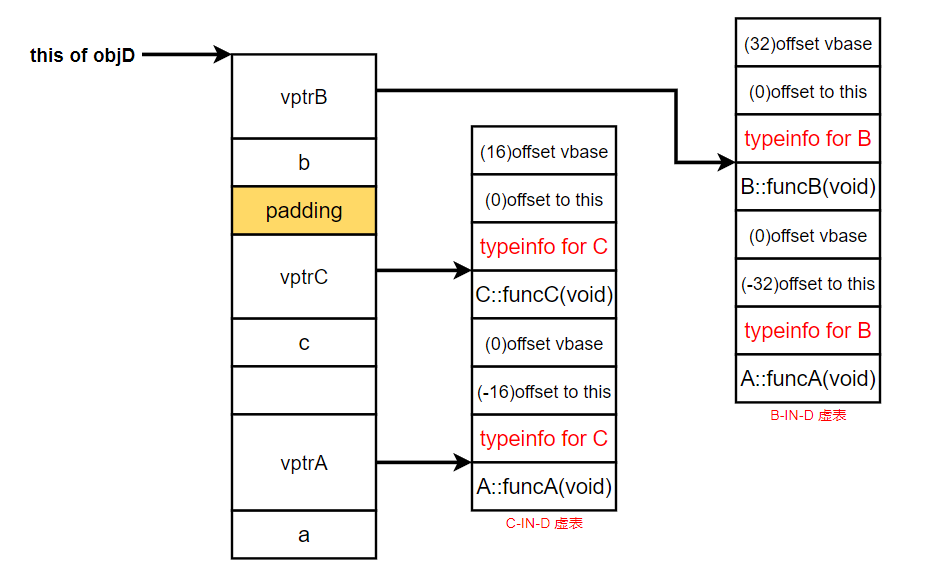 this of objD
vptrB
b
padding
vptrC
c
vptrA
a
(16)offset vbase
(0)offset to this
typeinfo for C
C::funcC(void)
(0)offset vbase
(-16)offset to this
typeinfo for C
A::funcA(void)
C-IN-D 虚表
(32)offset vbase
(0)offset to this
typeinfo for B
B::funcB(void)
(0)offset vbase
(-32)offset to this
typeinfo for B
A::funcA(void)
B-IN-D 虚表